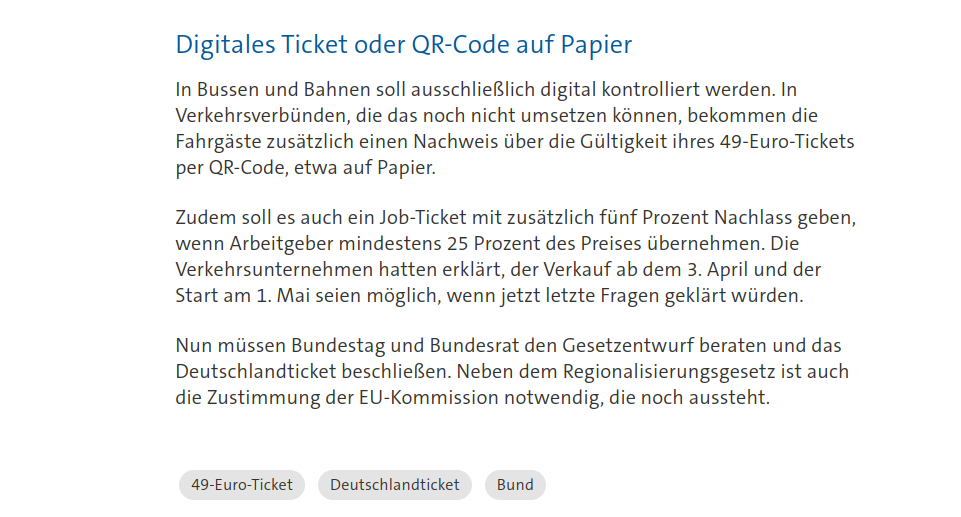 Digitales Ticket oder QR-Code auf Papier
In Bussen und Bahnen soll ausschließlich digital kontrolliert werden. In
Verkehrsverbünden, die das noch nicht umsetzen können, bekommen die
Fahrgäste zusätzlich einen Nachweis über die Gültigkeit ihres 49-Euro-Tickets
per QR-Code, etwa auf Papier.
Zudem soll es auch ein Job-Ticket mit zusätzlich fünf Prozent Nachlass geben,
wenn Arbeitgeber mindestens 25 Prozent des Preises übernehmen. Die
Verkehrsunternehmen hatten erklärt, der Verkauf ab dem 3. April und der
Start am 1. Mai seien möglich, wenn jetzt letzte Fragen geklärt würden.
Nun müssen Bundestag und Bundesrat den Gesetzentwurf beraten und das
Deutschlandticket beschließen. Neben dem Regionalisierungsgesetz ist auch
die Zustimmung der EU-Kommission notwendig, die noch aussteht.
49-Euro-Ticket Deutschlandticket Bund